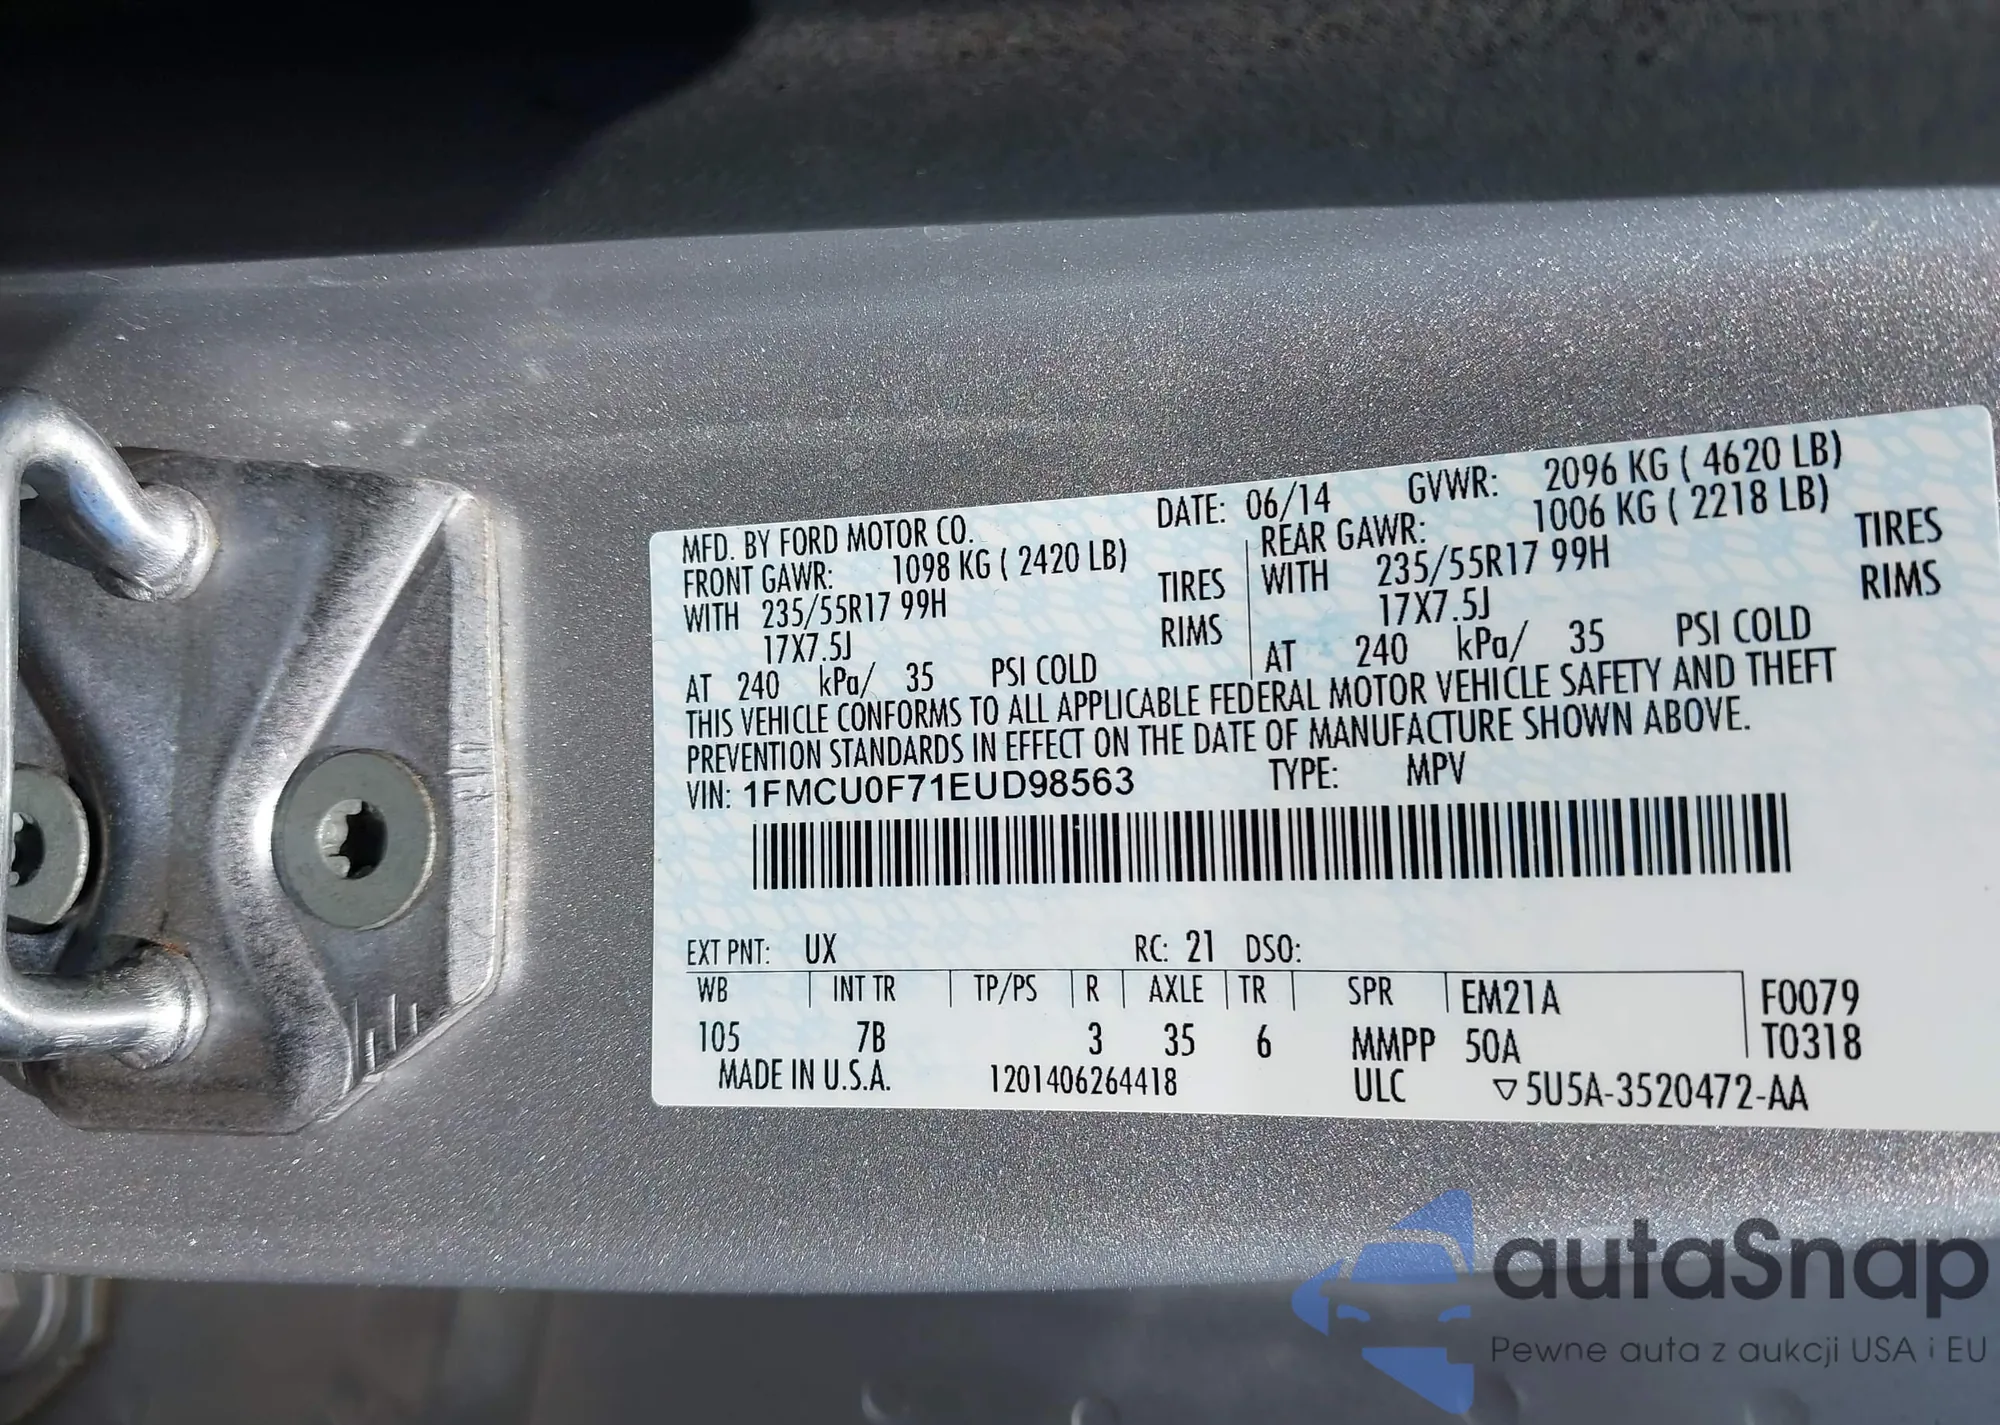 MFD. BY FORD MOTOR CO. DATE: 06/14 GVWR: 2096 KG ( 4620 LB)
FRONT GAWR: 1098 KG ( 2420 LB) REAR GAWR: 1006 KG ( 2218 LB)
WITH 235/55R17 99H TIRES WITH 235/55R17 99H TIRES
17X7.5J RIMS 17X7.5J RIMS
AT 240 kPa/ 35 PSI COLD AT 240 kPa/ 35 PSI COLD
THIS VEHICLE CONFORMS TO ALL APPLICABLE FEDERAL MOTOR VEHICLE SAFETY AND THEFT
PREVENTION STANDARDS IN EFFECT ON THE DATE OF MANUFACTURE SHOWN ABOVE.
VIN: 1FMCU0F71EUD98563 TYPE: MPV
EXT PNT: UX RC: 21 DSO:
WB INT TR TP/PS R AXLE TR SPR EM21A F0079
105 7B 3 35 6 MMPP 50A T0318
MADE IN U.S.A. 1201406264418 ULC ▽5U5A-3520472-AA
autaSnap
Pewne auta z aukcji USA i EU